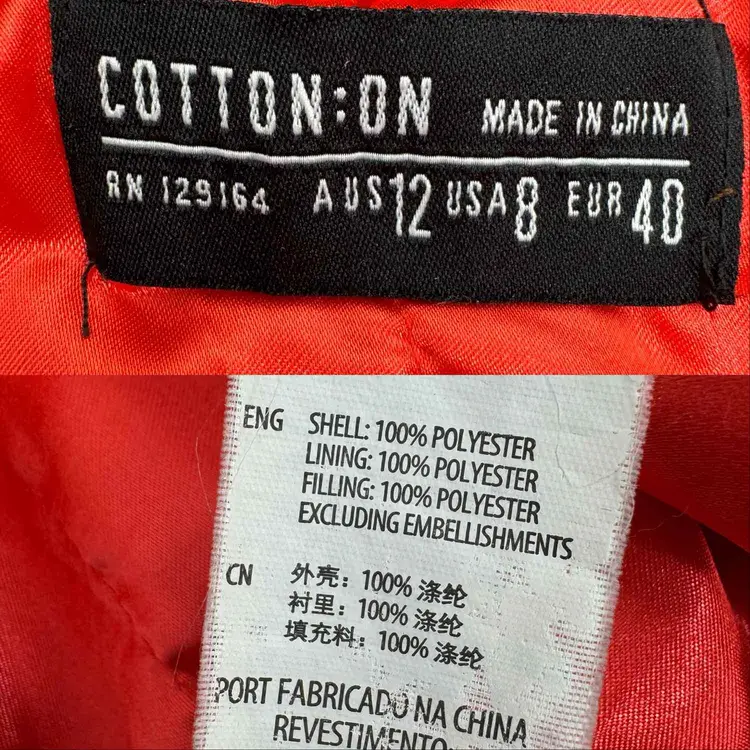 COTTON:ON MADE IN CHINA
RN 129164 AUS 12 USA 8 EUR 40
ENG SHELL: 100% POLYESTER
LINING: 100% POLYESTER
FILLING: 100% POLYESTER
EXCLUDING EMBELLISHMENTS
CN 外壳：100% 涤纶
衬里：100% 涤纶
填充料：100% 涤纶
PORT FABRICADO NA CHINA
REVESTIMENTO: